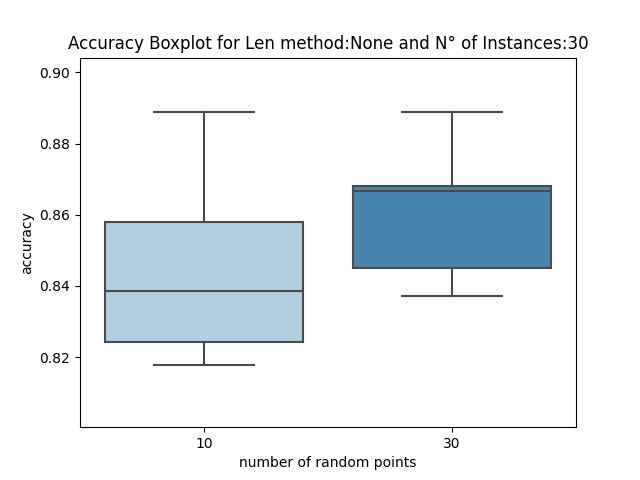 Accuracy Boxplot for Len method:None and N° of Instances:30
0.90
0.88
0.86
0.84
0.82
accuracy
10 30
number of random points